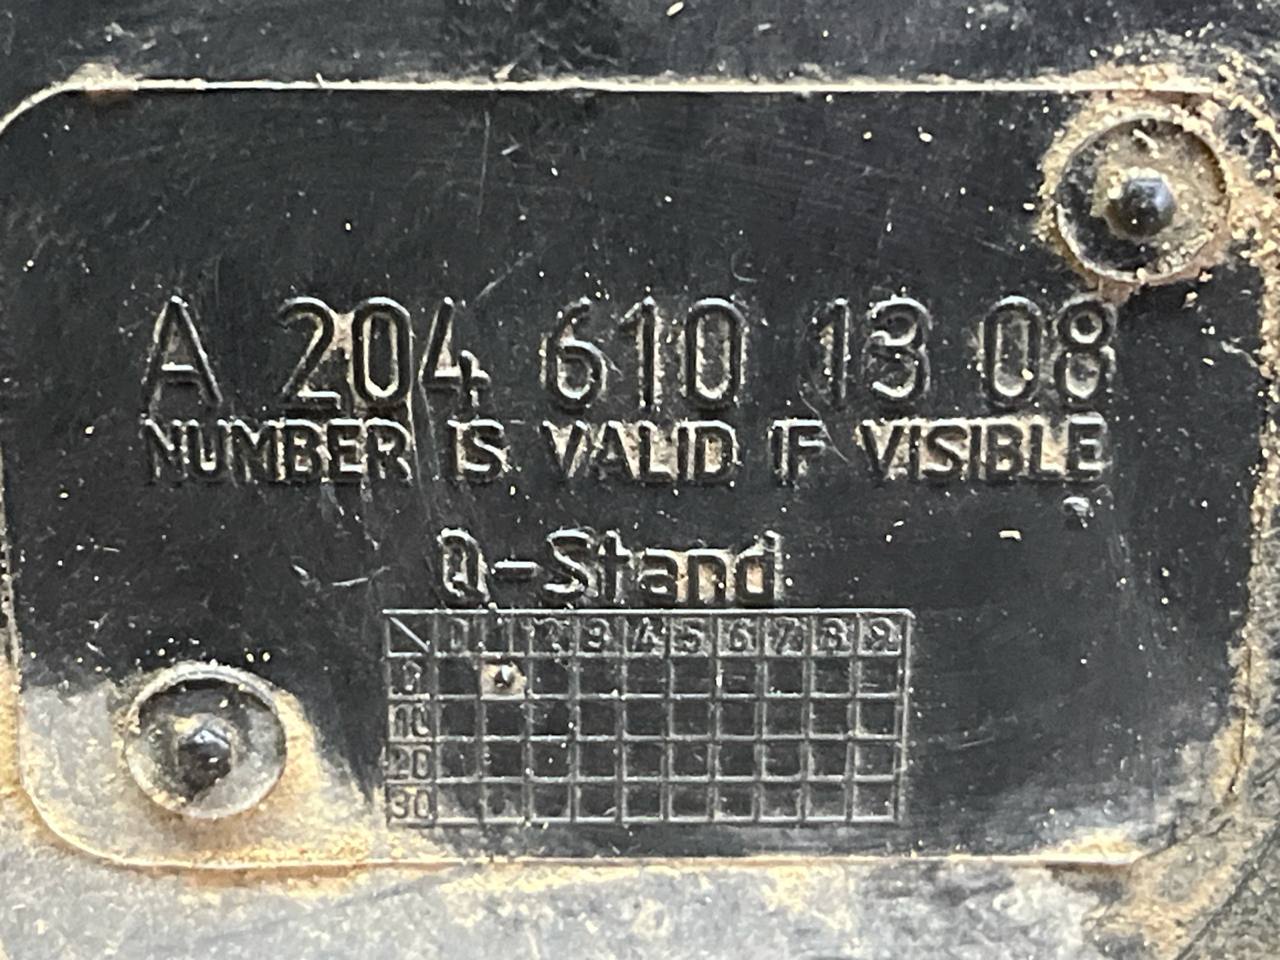 A 204 610 13 08
NUMBER IS VALID IF VISIBLE
Q-Stand
0 1 2 3 4 5 6 7 8 9
0
10
20
30